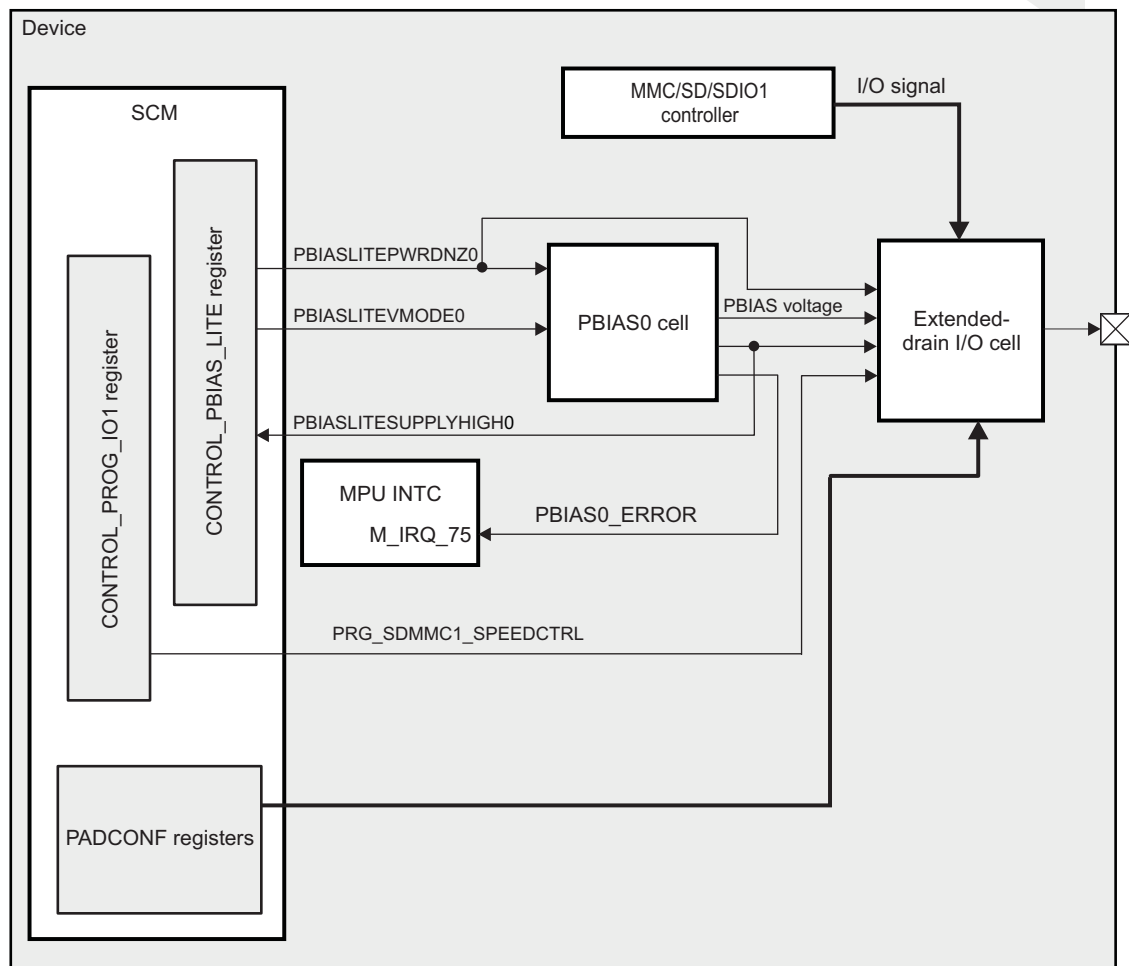 Device
SCM
MMC/SD/SDIO1
controller
I/O signal
CONTROL_PROG_IO1 register
CONTROL_PBIAS_LITE register
PBIASLITEPWRDNZ0
PBIASLITEVMODE0
PBIASLITESUPPLYHIGH0
PBIAS0 cell
PBIAS voltage
Extended-
drain I/O cell
MPU INTC
M_IRQ_75
PBIAS0_ERROR
PRG_SDMMC1_SPEEDCTRL
PADCONF registers